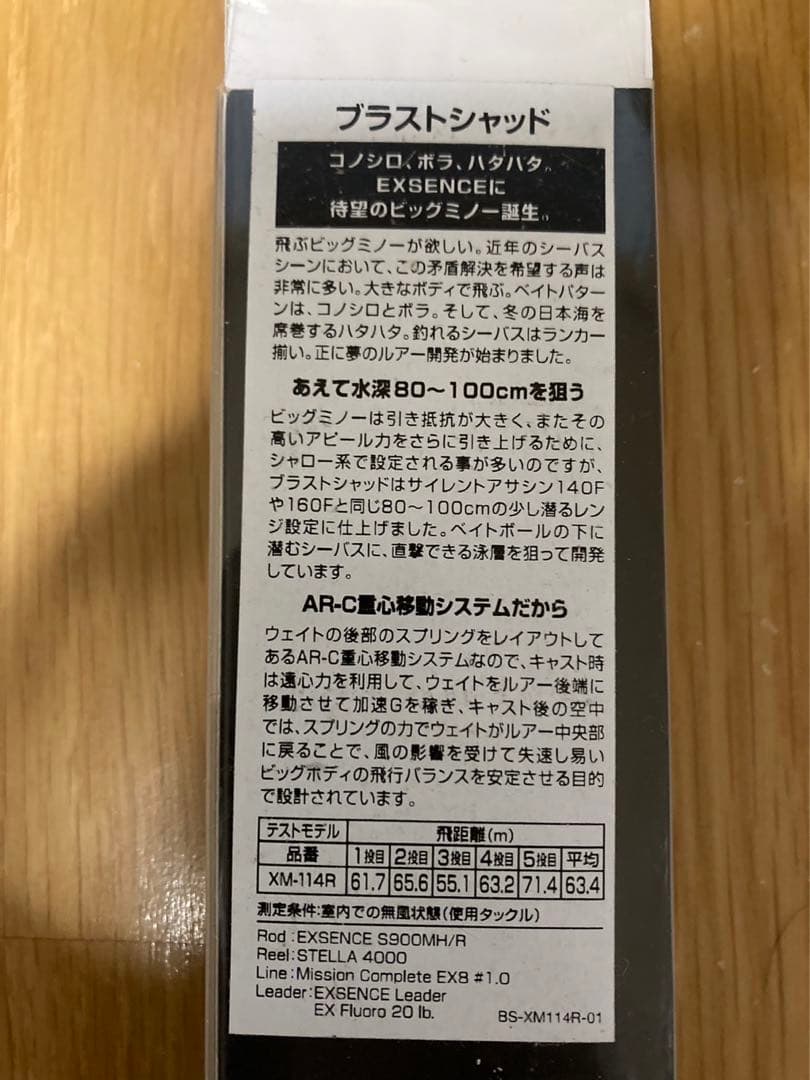 ブラストシャッド
コノシロ、ボラ、ハタハタ。
EXSENCEに
待望のビッグミノー誕生。
飛ぶビッグミノーが欲しい。近年のシーバス
シーンにおいて、この矛盾解決を希望する声は
非常に多い。大きなボディで飛ぶ。ベイトパター
ンは、コノシロとボラ。そして、冬の日本海を
席巻するハタハタ。釣れるシーバスはランカー
揃い。正に夢のルアー開発が始まりました。
あえて水深80〜100cmを狙う
ビッグミノーは引き抵抗が大きく、またその
高いアピール力をさらに引き上げるために、
シャロー系で設定される事が多いのですが、
ブラストシャッドはサイレントアサシン140F
や160Fと同じ80〜100cmの少し潜るレン
ジ設定に仕上げました。ベイトボールの下に
潜むシーバスに、直撃できる泳層を狙って開発
しています。
AR-C重心移動システムだから
ウェイトの後部のスプリングをレイアウトして
あるAR-C重心移動システムなので、キャスト時
は遠心力を利用して、ウェイトをルアー後端に
移動させて加速Gを稼ぎ、キャスト後の空中
では、スプリングの力でウェイトがルアー中央部
に戻ることで、風の影響を受けて失速し易い
ビッグボディの飛行バランスを安定させる目的
で設計されています。
テストモデル 飛距離(m)
品番 1投目 2投目 3投目 4投目 5投目 平均
XM-114R 61.7 65.6 55.1 63.2 71.4 63.4
測定条件:室内での無風状態(使用タックル)
Rod:EXSENCE S900MH/R
Reel:STELLA 4000
Line:Mission Complete EX8 #1.0
Leader:EXSENCE Leader
EX Fluoro 20 lb.
BS-XM114R-01